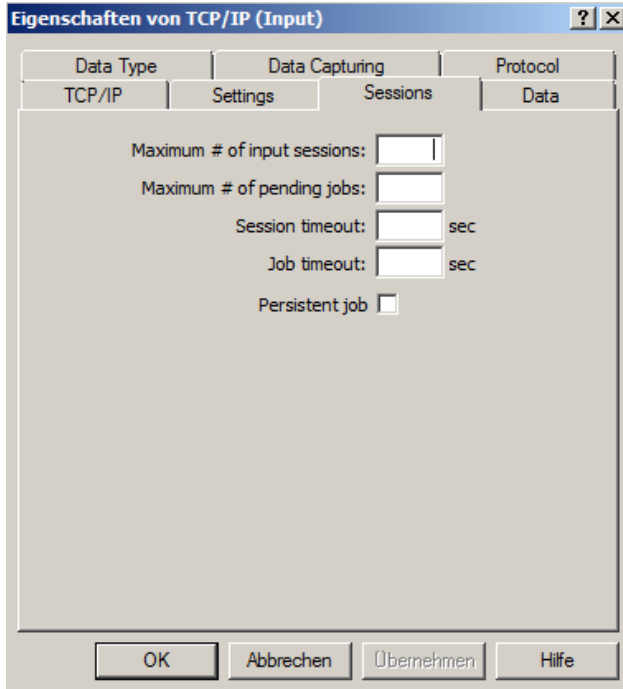 Eigenschaften von TCP/IP (Input)
Data Type Data Capturing Protocol
TCP/IP Settings Sessions Data
Maximum # of input sessions:
Maximum # of pending jobs:
Session timeout: sec
Job timeout: sec
Persistent job
OK Abbrechen Übernehmen Hilfe